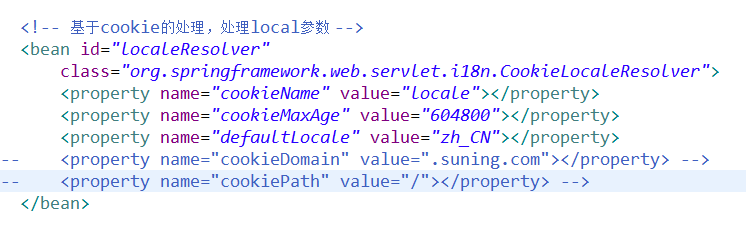 <!-- 基于cookie的处理，处理local参数 -->
<bean id="localeResolver"
class="org.springframework.web.servlet.i18n.CookieLocaleResolver">
<property name="cookieName" value="locale"></property>
<property name="cookieMaxAge" value="604800"></property>
<property name="defaultLocale" value="zh_CN"></property>
-- <property name="cookieDomain" value=".suning.com"></property> -->
-- <property name="cookiePath" value="/"></property> -->
</bean>